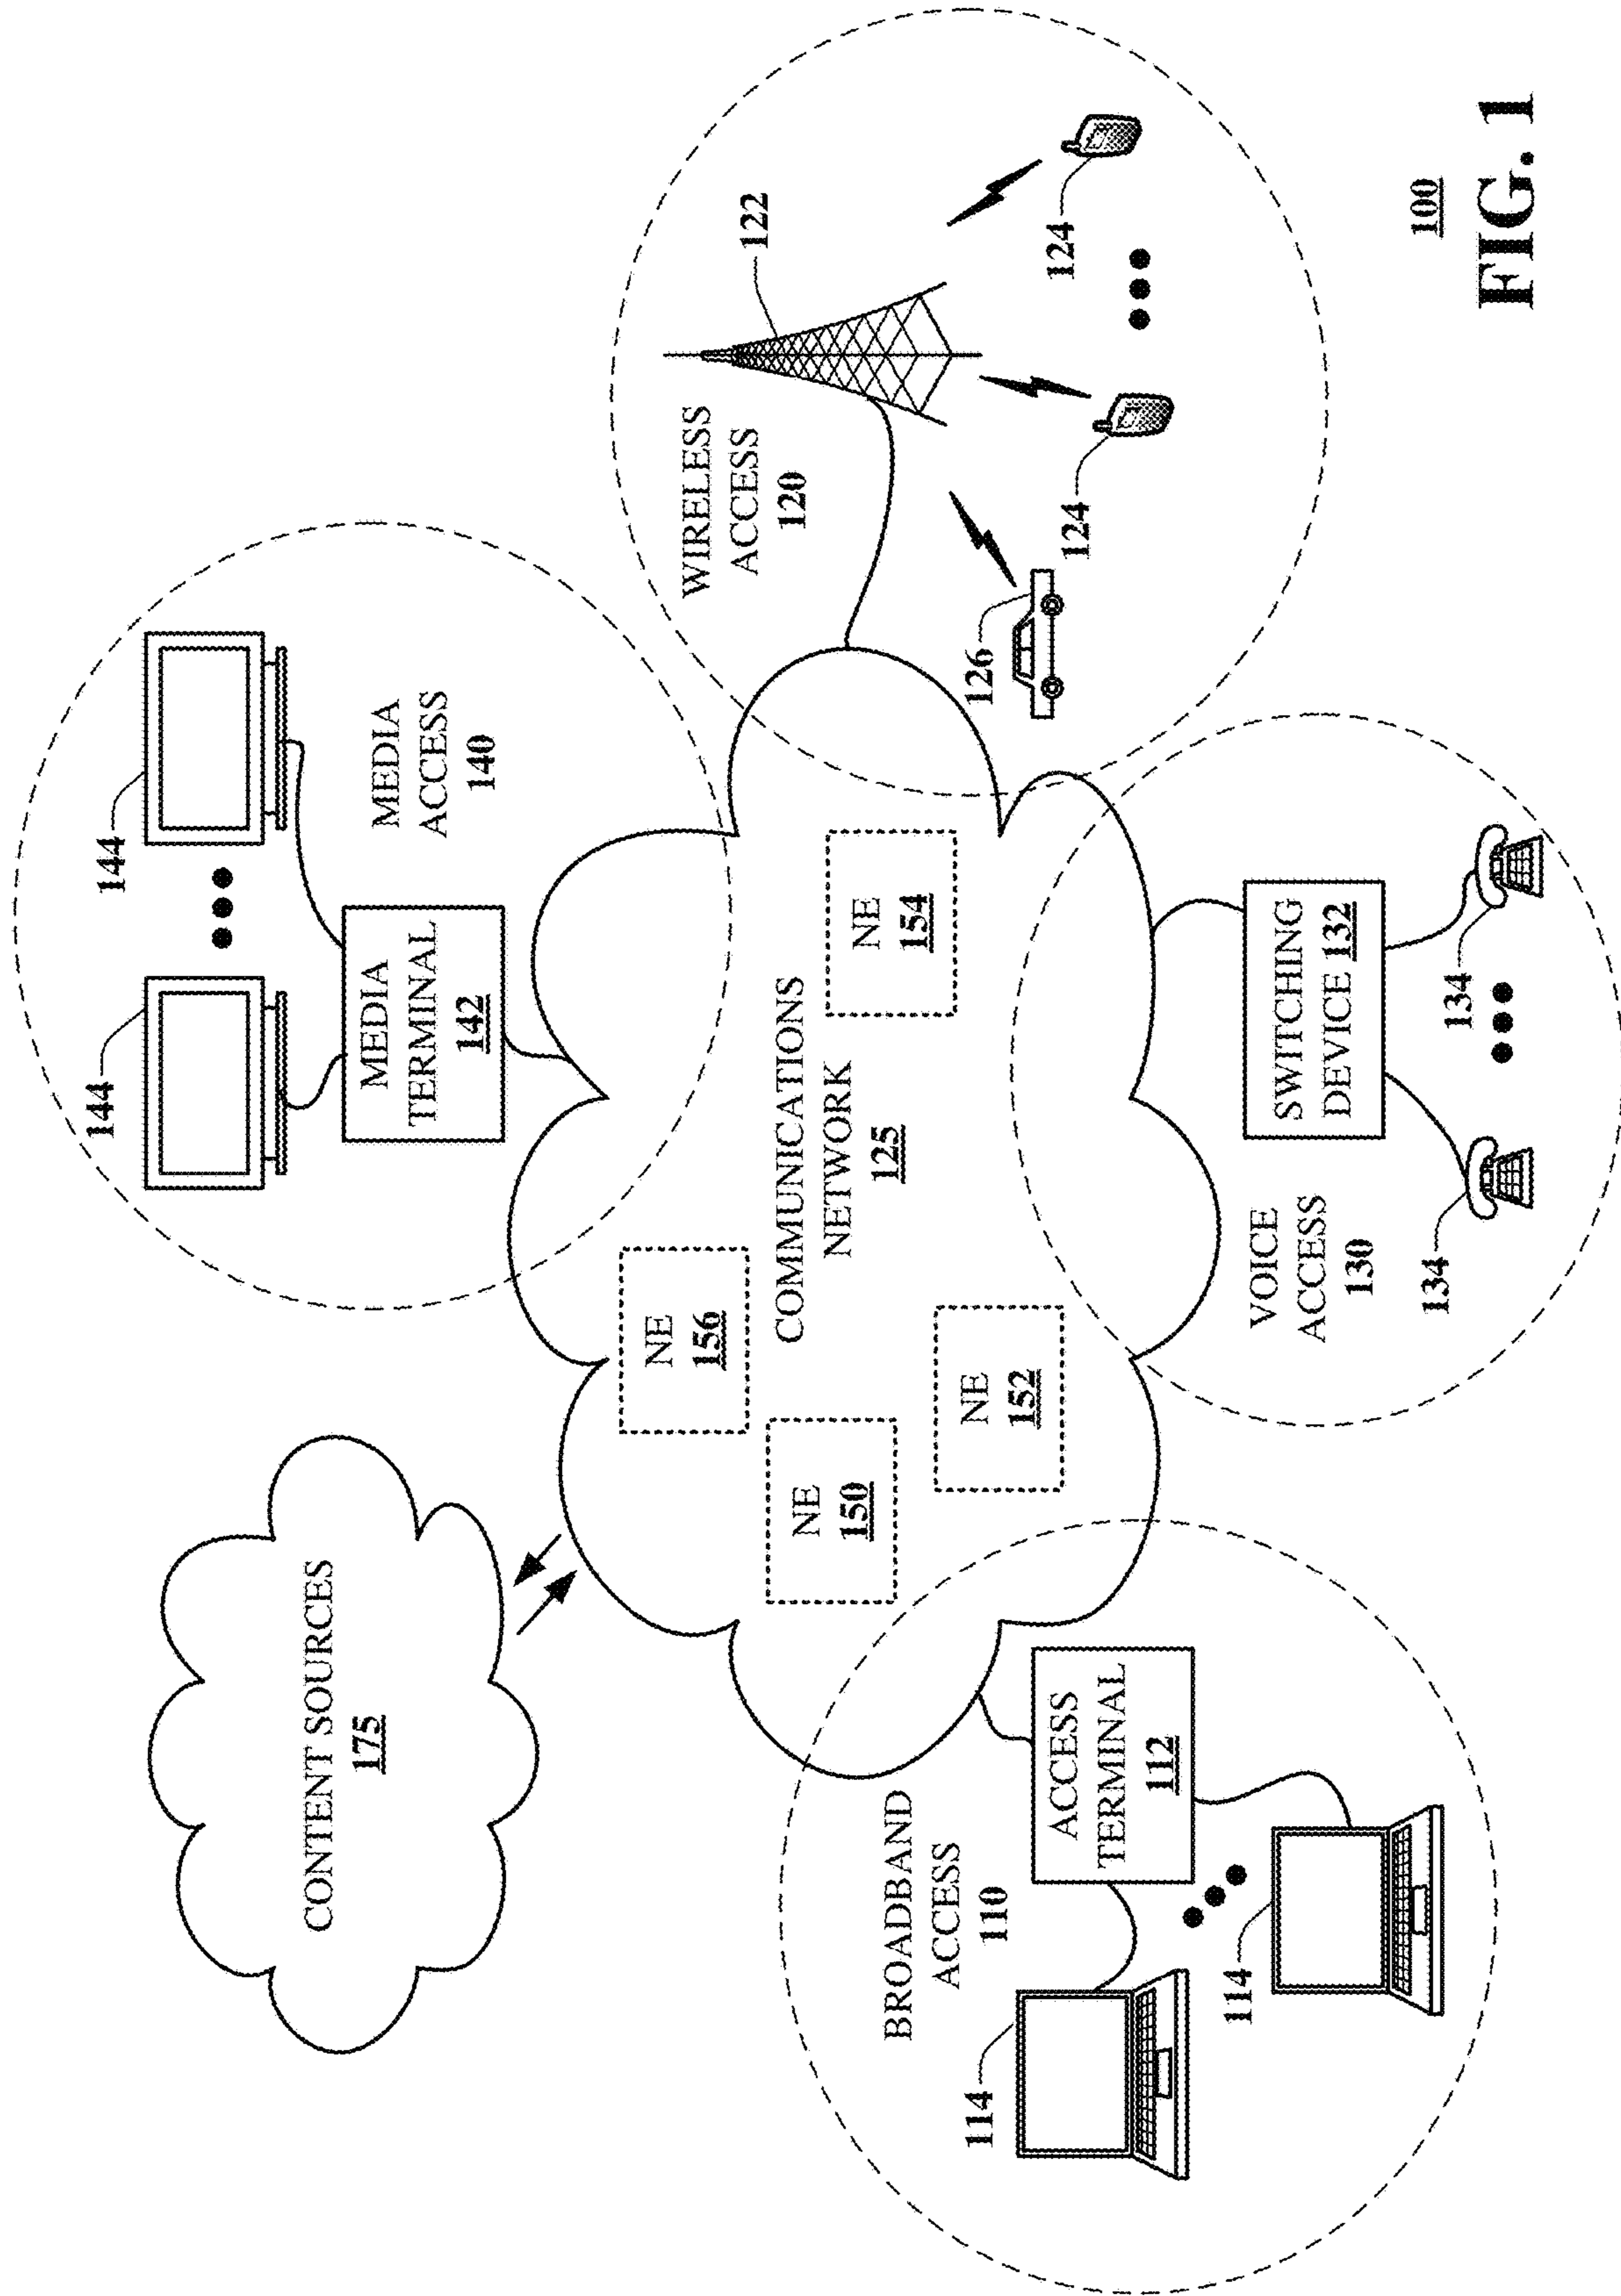 CONTENT SOURCES
175
144
144
MEDIA
TERMINAL
142
MEDIA
ACCESS
140
NE
156
NE
150
NE
152
COMMUNICATIONS
NETWORK
125
NE
154
WIRELESS
ACCESS
120
122
126
124
124
BROADBAND
ACCESS
110
ACCESS
TERMINAL
112
114
114
VOICE
ACCESS
130
SWITCHING
DEVICE 132
134
134
100
FIG. 1